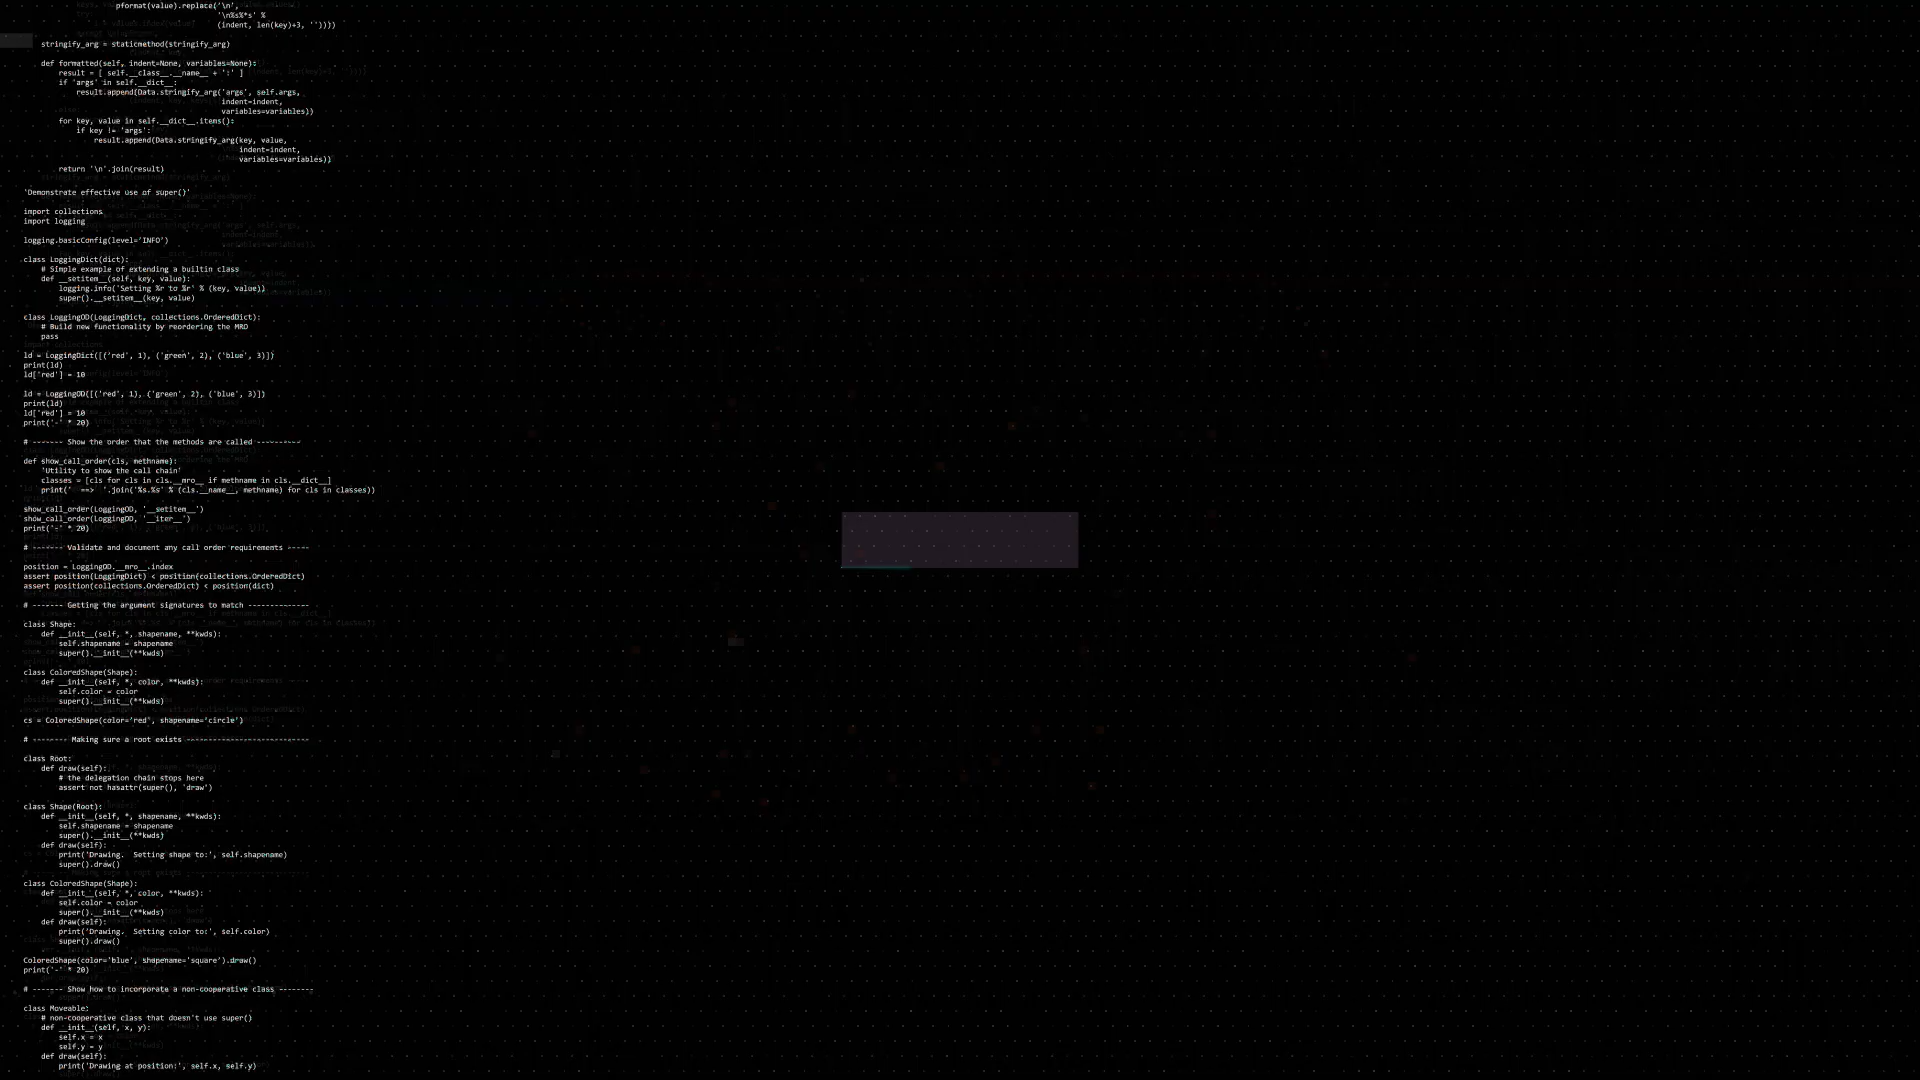 pformat(value).replace('\n',
'\n%s%*s' %
(indent, len(key)+3, ''))))
stringify_arg = staticmethod(stringify_arg)
def formatted(self, indent=None, variables=None):
result = [ self.__class__.__name__ + ':' ]
if 'args' in self.__dict__:
result.append(Data.stringify_arg('args', self.args,
indent=indent,
variables=variables))
for key, value in self.__dict__.items():
if key != 'args':
result.append(Data.stringify_arg(key, value,
indent=indent,
variables=variables))
return '\n'.join(result)
'Demonstrate effective use of super()'
import collections
import logging
logging.basicConfig(level='INFO')
class LoggingDict(dict):
# Simple example of extending a builtin class
def __setitem__(self, key, value):
logging.info('Setting %r to %r' % (key, value))
super().__setitem__(key, value)
class LoggingOD(LoggingDict, collections.OrderedDict):
# Build new functionality by reordering the MRO
pass
ld = LoggingDict([('red', 1), ('green', 2), ('blue', 3)])
print(ld)
ld['red'] = 10
ld = LoggingOD([('red', 1), ('green', 2), ('blue', 3)])
print(ld)
ld['red'] = 10
print('-' * 20)
# ------- Show the order that the methods are called ----------
def show_call_order(cls, methname):
'Utility to show the call chain'
classes = [cls for cls in cls.__mro__ if methname in cls.__dict__]
print('  ==>  '.join('%s.%s' % (cls.__name__, methname) for cls in classes))
show_call_order(LoggingOD, '__setitem__')
show_call_order(LoggingOD, '__iter__')
print('-' * 20)
# ------- Validate and document any call order requirements -----
position = LoggingOD.__mro__.index
assert position(LoggingDict) < position(collections.OrderedDict)
assert position(collections.OrderedDict) < position(dict)
# ------- Getting the argument signatures to match --------------
class Shape:
def __init__(self, *, shapename, **kwds):
self.shapename = shapename
super().__init__(**kwds)
class ColoredShape(Shape):
def __init__(self, *, color, **kwds):
self.color = color
super().__init__(**kwds)
cs = ColoredShape(color='red', shapename='circle')
# -------- Making sure a root exists ----------------------------
class Root:
def draw(self):
# the delegation chain stops here
assert not hasattr(super(), 'draw')
class Shape(Root):
def __init__(self, *, shapename, **kwds):
self.shapename = shapename
super().__init__(**kwds)
def draw(self):
print('Drawing.  Setting shape to:', self.shapename)
super().draw()
class ColoredShape(Shape):
def __init__(self, *, color, **kwds):
self.color = color
super().__init__(**kwds)
def draw(self):
print('Drawing.  Setting color to:', self.color)
super().draw()
ColoredShape(color='blue', shapename='square').draw()
print('-' * 20)
# ------- Show how to incorporate a non-cooperative class --------
class Moveable:
# non-cooperative class that doesn't use super()
def __init__(self, x, y):
self.x = x
self.y = y
def draw(self):
print('Drawing at position:', self.x, self.y)